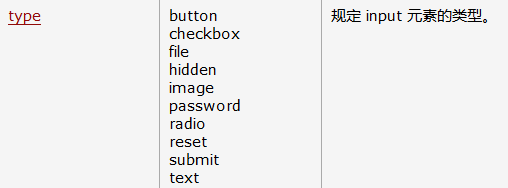 type
button
checkbox
file
hidden
image
password
radio
reset
submit
text
规定 input 元素的类型。